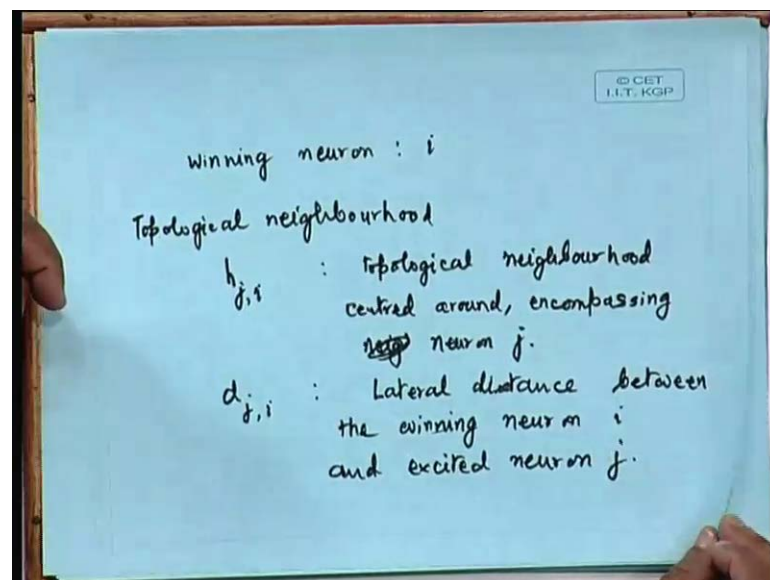 © CET
I.I.T. KGP
winning neuron : i
Topological neighbourhood
h j,i : Topological neighbourhood
centred around, encompassing
neuron j.
d j,i : Lateral distance between
the winning neuron i
and excited neuron j.